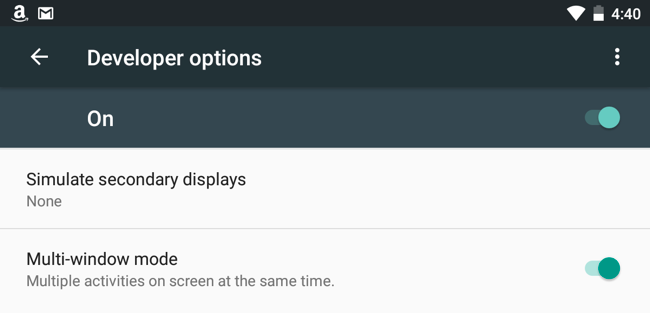 4:40
Developer options
On
Simulate secondary displays
None
Multi-window mode
Multiple activities on screen at the same time.